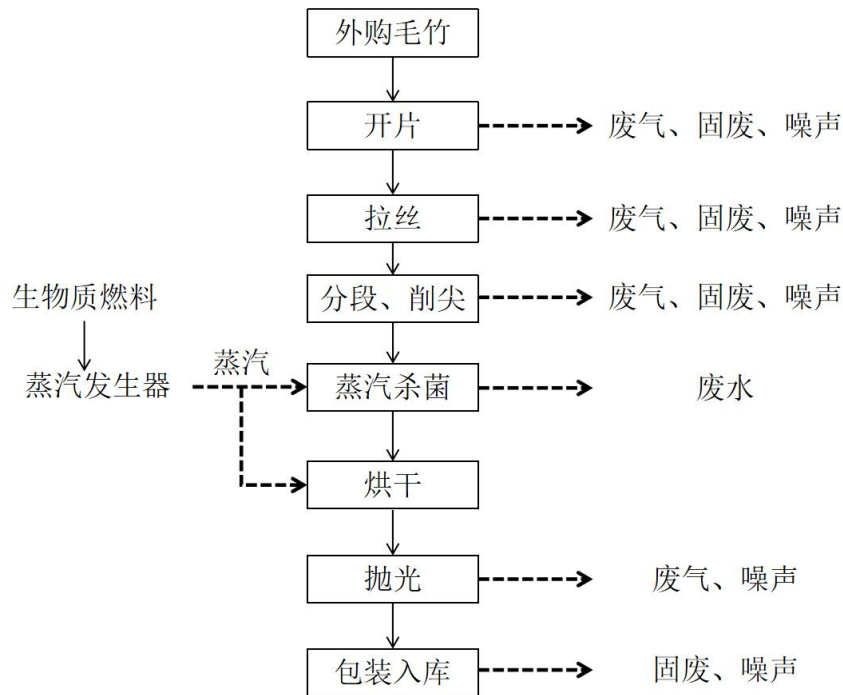 外购毛竹
开片
废气、固废、噪声
拉丝
废气、固废、噪声
分段、削尖
废气、固废、噪声
生物质燃料
蒸汽
蒸汽发生器
蒸汽杀菌
废水
烘干
抛光
废气、噪声
包装入库
固废、噪声